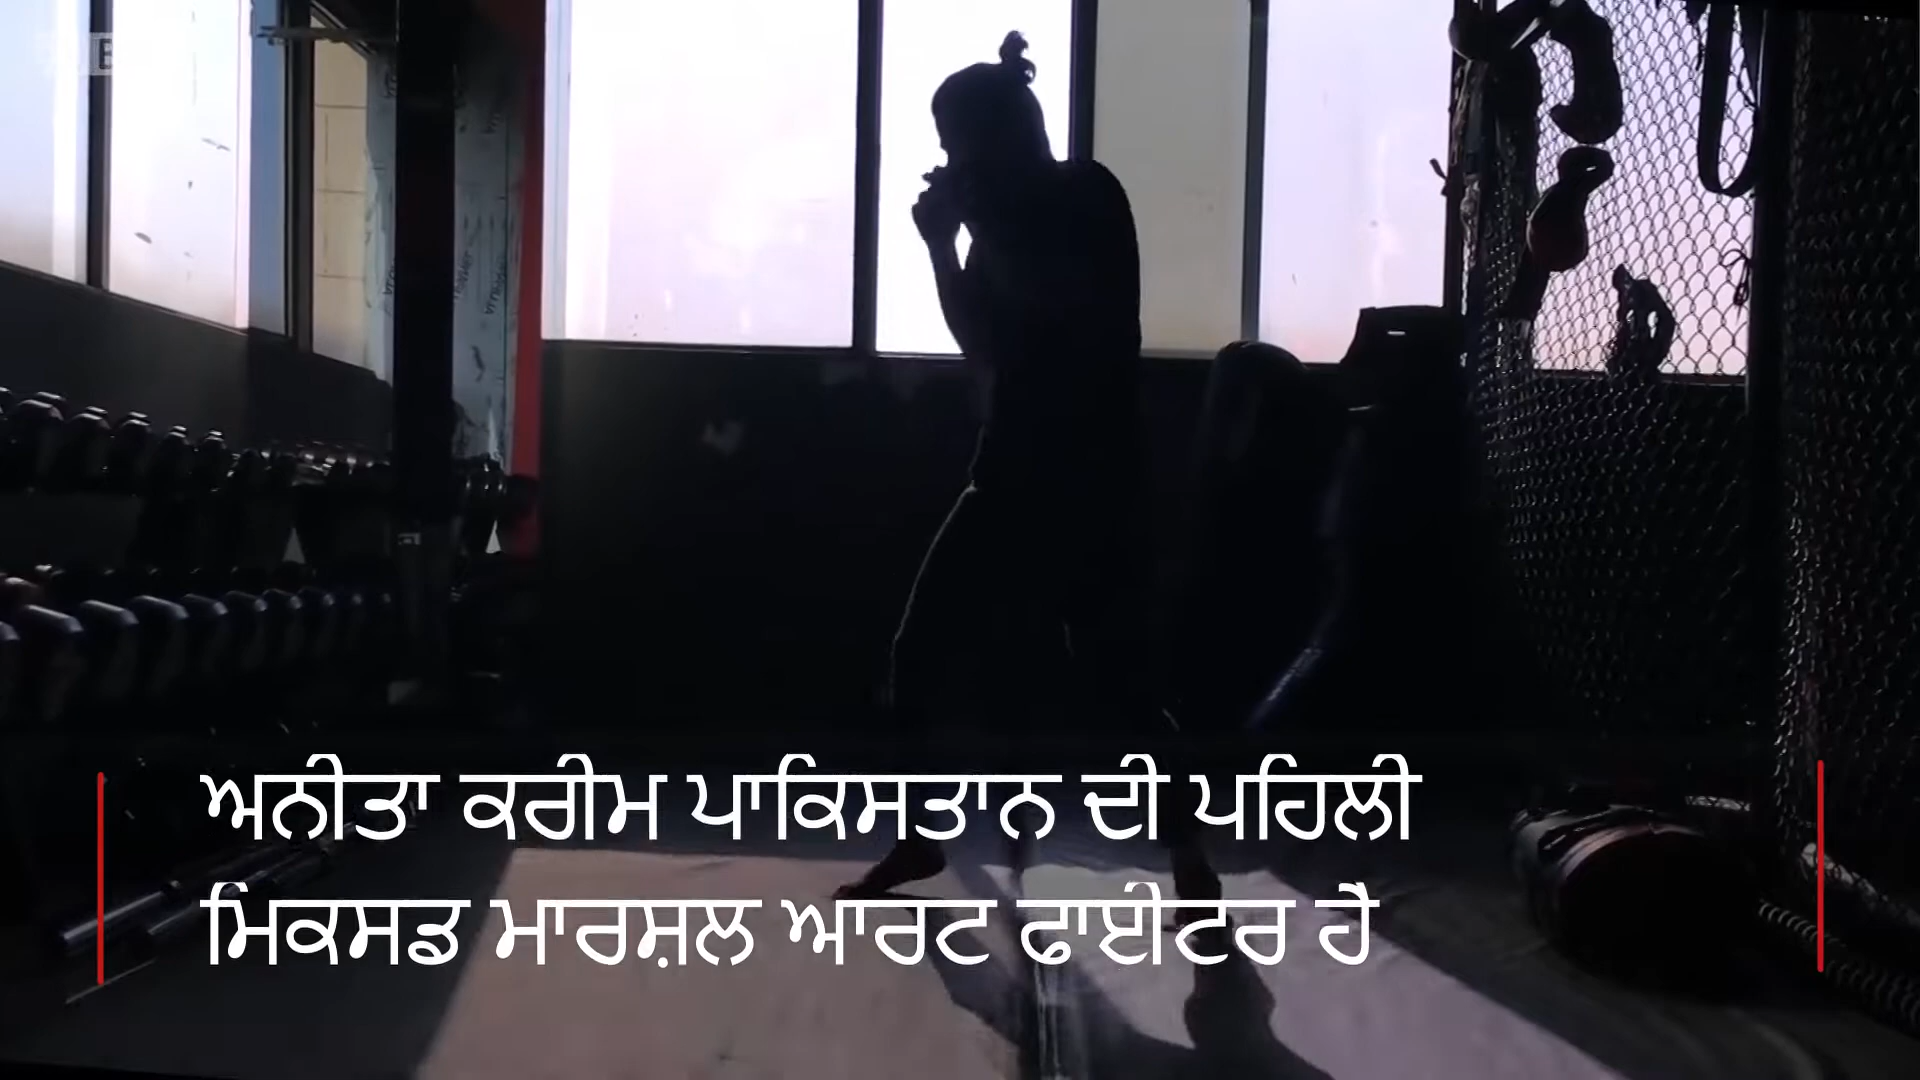 ਅਨੀਤਾ ਕਰੀਮ ਪਾਕਿਸਤਾਨ ਦੀ ਪਹਿਲੀ
ਮਿਕਸਡ ਮਾਰਸ਼ਲ ਆਰਟ ਫਾਈਟਰ ਹੈ